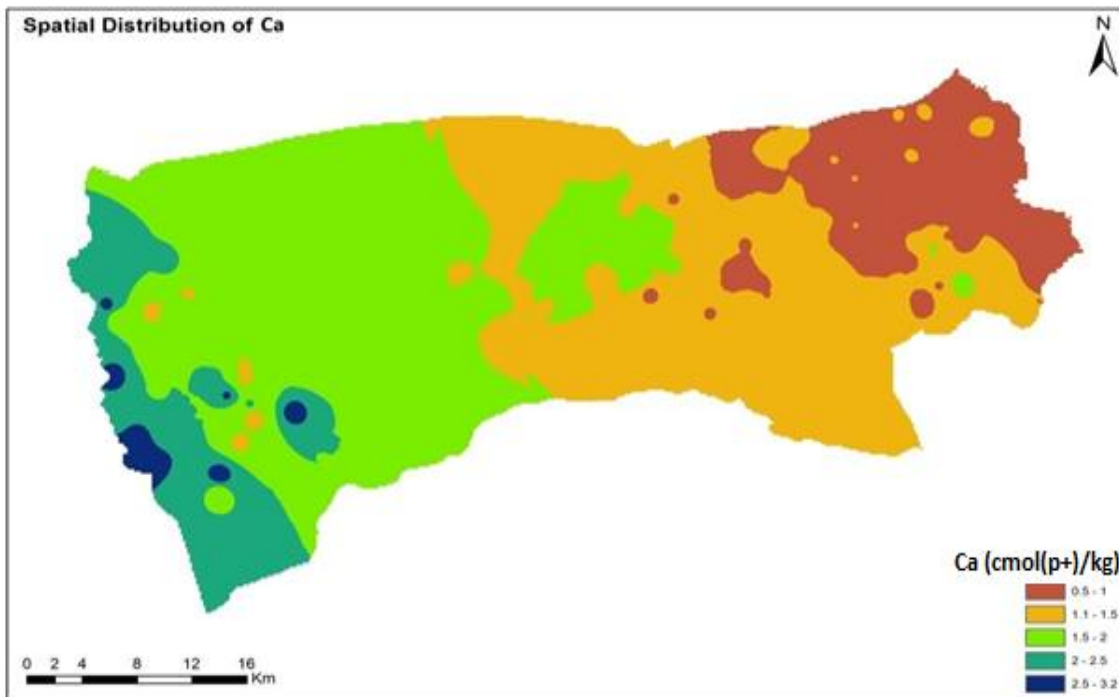 Spatial Distribution of Ca
N
Ca (cmol(p+)/kg)
0.5 - 1
1.1 - 1.5
1.5 - 2
2 - 2.5
2.5 - 3.2
0 2 4 8 12 16
Km